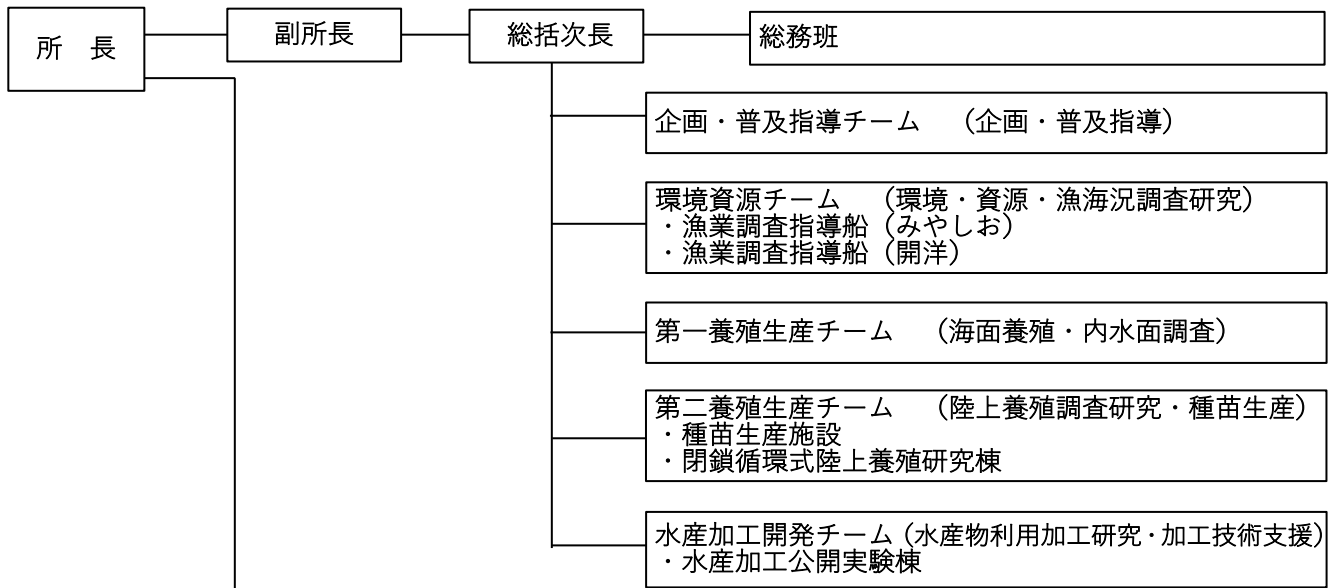 所　長
副所長
総括次長
総務班
企画・普及指導チーム　（企画・普及指導）
環境資源チーム　（環境・資源・漁海況調査研究）
・漁業調査指導船（みやしお）
・漁業調査指導船（開洋）
第一養殖生産チーム　（海面養殖・内水面調査）
第二養殖生産チーム　（陸上養殖調査研究・種苗生産）
・種苗生産施設
・閉鎖循環式陸上養殖研究棟
水産加工開発チーム（水産物利用加工研究・加工技術支援）
・水産加工公開実験棟